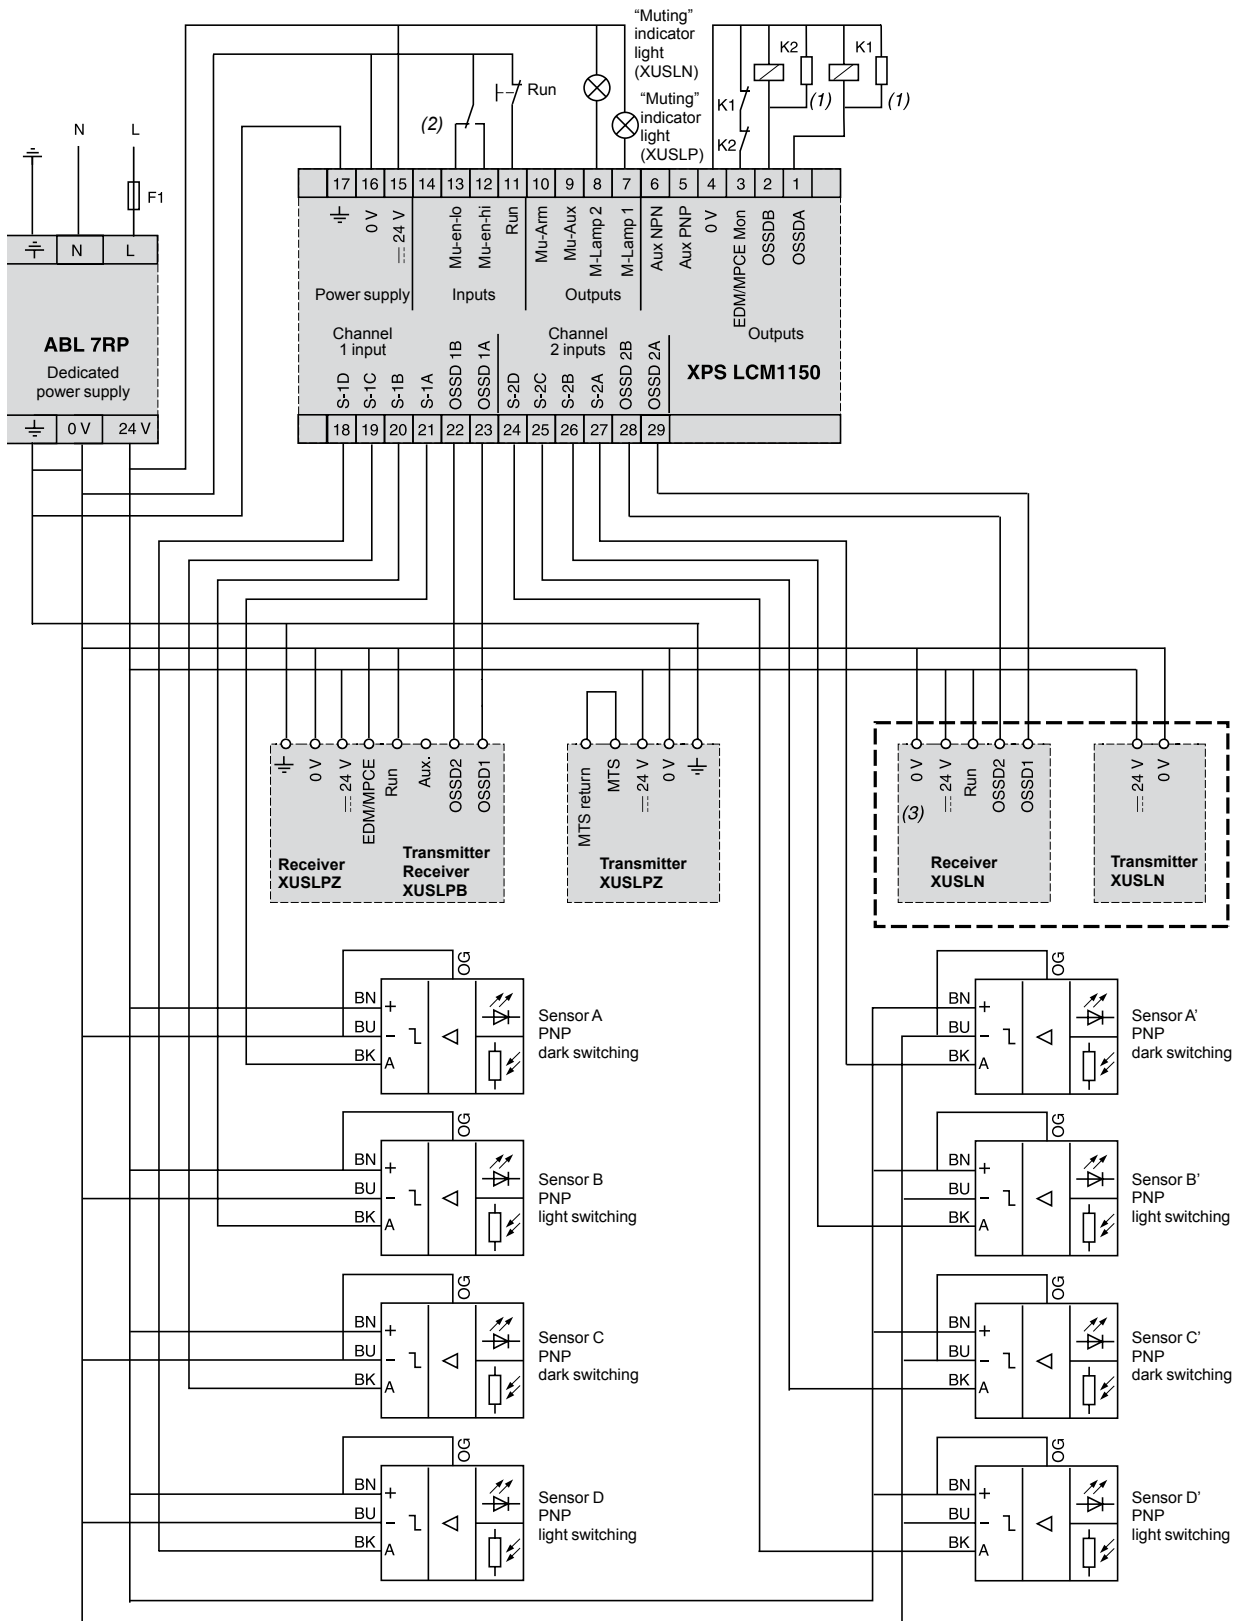 “Muting”
indicator
light
(XUSLN)
“Muting”
indicator
light
(XUSLP)
K2
K1
(1)
(1)
K1
K2
Run
(2)
N
L
F1
N
L
ABL 7RP
Dedicated
power supply
0 V
24 V
17
16
15
14
13
12
11
10
9
8
7
6
5
4
3
2
1
0 V
24 V
Mu-en-lo
Mu-en-hi
Run
Mu-Arm
Mu-Aux
M-Lamp 2
M-Lamp 1
Aux NPN
Aux PNP
0 V
EDM/MPCE Mon
OSSDB
OSSDA
Power supply
Inputs
Outputs
Outputs
Channel
1 input
Channel
2 inputs
XPS LCM1150
S-1D
S-1C
S-1B
S-1A
OSSD 1B
OSSD 1A
S-2D
S-2C
S-2B
S-2A
OSSD 2B
OSSD 2A
18
19
20
21
22
23
24
25
26
27
28
29
0 V
24 V
EDM/MPCE
Run
Aux.
OSSD2
OSSD1
Receiver
XUSLPZ
Transmitter
Receiver
XUSLPB
MTS return
MTS
24 V
0 V
Transmitter
XUSLPZ
0 V
(3)
24 V
Run
OSSD2
OSSD1
Receiver
XUSLN
24 V
0 V
Transmitter
XUSLN
OG
BN
+
BU
-
BK
A
Sensor A
PNP
dark switching
OG
BN
+
BU
-
BK
A
Sensor A’
PNP
dark switching
OG
BN
+
BU
-
BK
A
Sensor B
PNP
light switching
OG
BN
+
BU
-
BK
A
Sensor B’
PNP
light switching
OG
BN
+
BU
-
BK
A
Sensor C
PNP
dark switching
OG
BN
+
BU
-
BK
A
Sensor C’
PNP
dark switching
OG
BN
+
BU
-
BK
A
Sensor D
PNP
light switching
OG
BN
+
BU
-
BK
A
Sensor D’
PNP
light switching